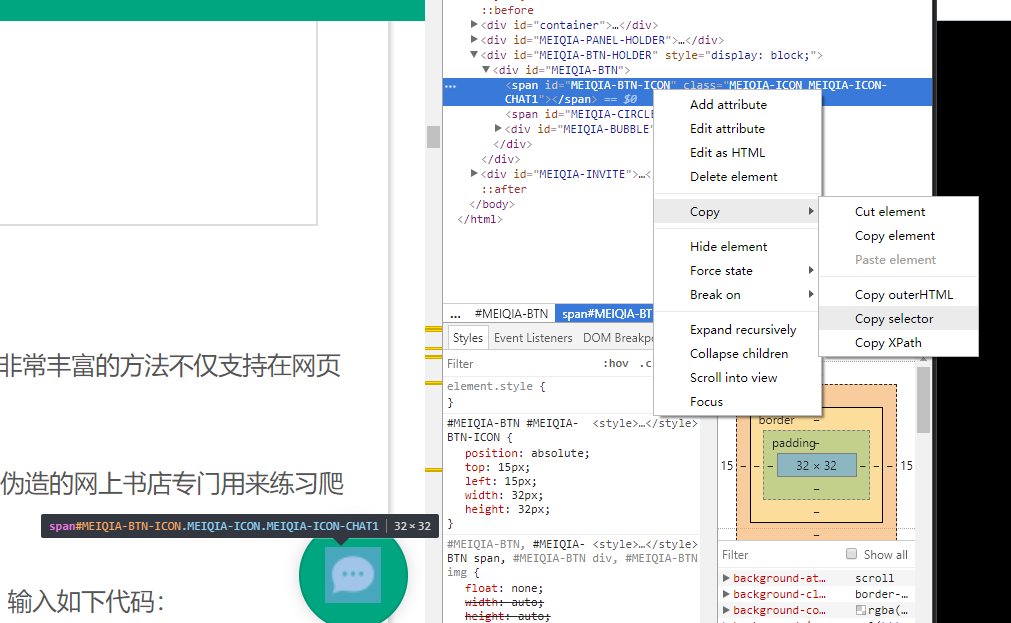 非常丰富的方法不仅支持在网页
伪造的网上书店专门用来练习爬
span#MEIQIA-BTN-ICON.MEIQIA-ICON.MEIQIA-ICON-CHAT1 32×32
输入如下代码：
::before
<div id="container">…</div>
<div id="MEIQIA-PANEL-HOLDER">…</div>
<div id="MEIQIA-BTN-HOLDER" style="display: block;">
<div id="MEIQIA-BTN">
<span id="MEIQIA-BTN-ICON" class="MEIQIA-ICON MEIQIA-ICON-
CHAT1"></span> == $0
<span id="MEIQIA-CIRCLE
<div id="MEIQIA-BUBBLE"
</div>
</div>
<div id="MEIQIA-INVITE">…<
::after
</body>
</html>
Add attribute
Edit attribute
Edit as HTML
Delete element
Copy
Hide element
Force state
Break on
Expand recursively
Collapse children
Scroll into view
Focus
Cut element
Copy element
Paste element
Copy outerHTML
Copy selector
Copy XPath
... #MEIQIA-BTN span#MEIQIA-BT
Styles Event Listeners DOM Breakpo
Filter :hov .c
element.style {
}
#MEIQIA-BTN #MEIQIA- <style>…</style>
BTN-ICON {
position: absolute;
top: 15px;
left: 15px;
width: 32px;
height: 32px;
}
#MEIQIA-BTN, #MEIQIA- <style>…</style>
BTN span, #MEIQIA-BTN div, #MEIQIA-BTN
img {
float: none;
width: auto;
height: auto;
border –
padding –
15 – – – 32 × 32 – – – 15
–
–
–
Filter Show all
background-at… scroll
background-cl… border-…
background-co… rgba(…